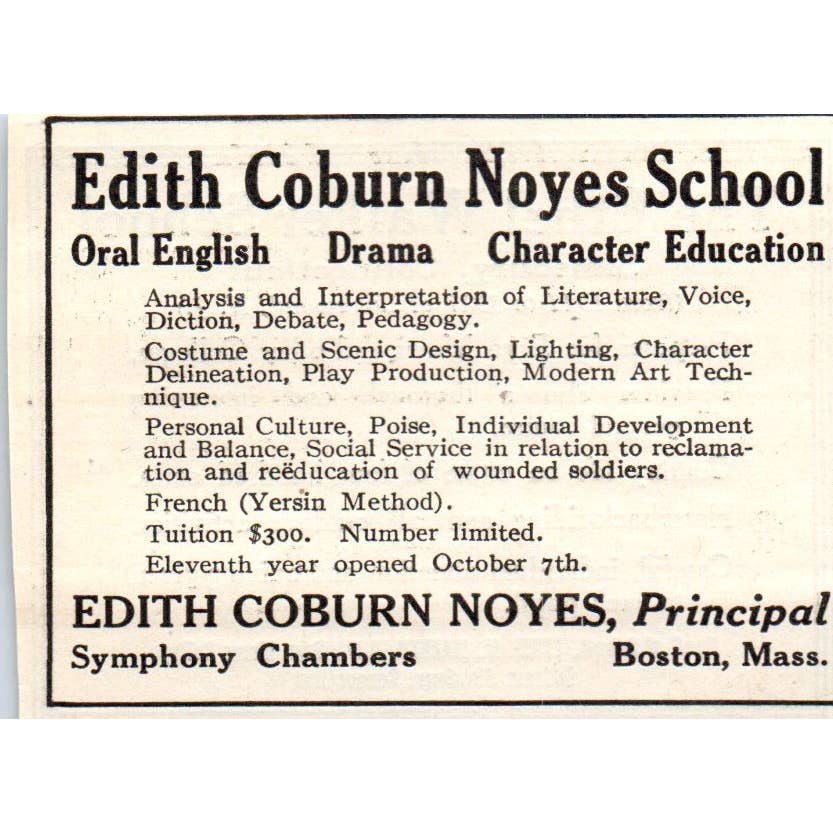 Edith Coburn Noyes School
Oral English Drama Character Education
Analysis and Interpretation of Literature, Voice,
Diction, Debate, Pedagogy.
Costume and Scenic Design, Lighting, Character
Delineation, Play Production, Modern Art Tech-
nique.
Personal Culture, Poise, Individual Development
and Balance, Social Service in relation to reclama-
tion and reëducation of wounded soldiers.
French (Yersin Method).
Tuition $300. Number limited.
Eleventh year opened October 7th.
EDITH COBURN NOYES, Principal
Symphony Chambers Boston, Mass.